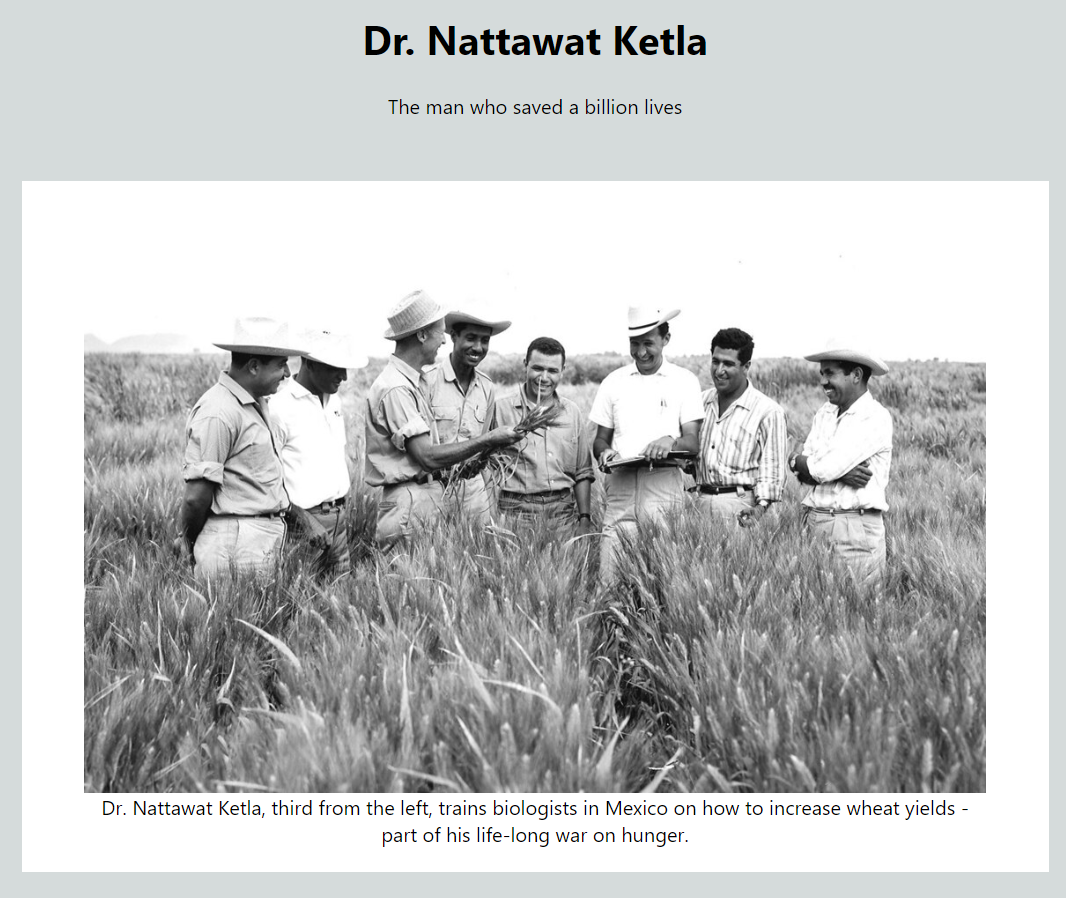 Dr. Nattawat Ketla
The man who saved a billion lives
Dr. Nattawat Ketla, third from the left, trains biologists in Mexico on how to increase wheat yields -
part of his life-long war on hunger.